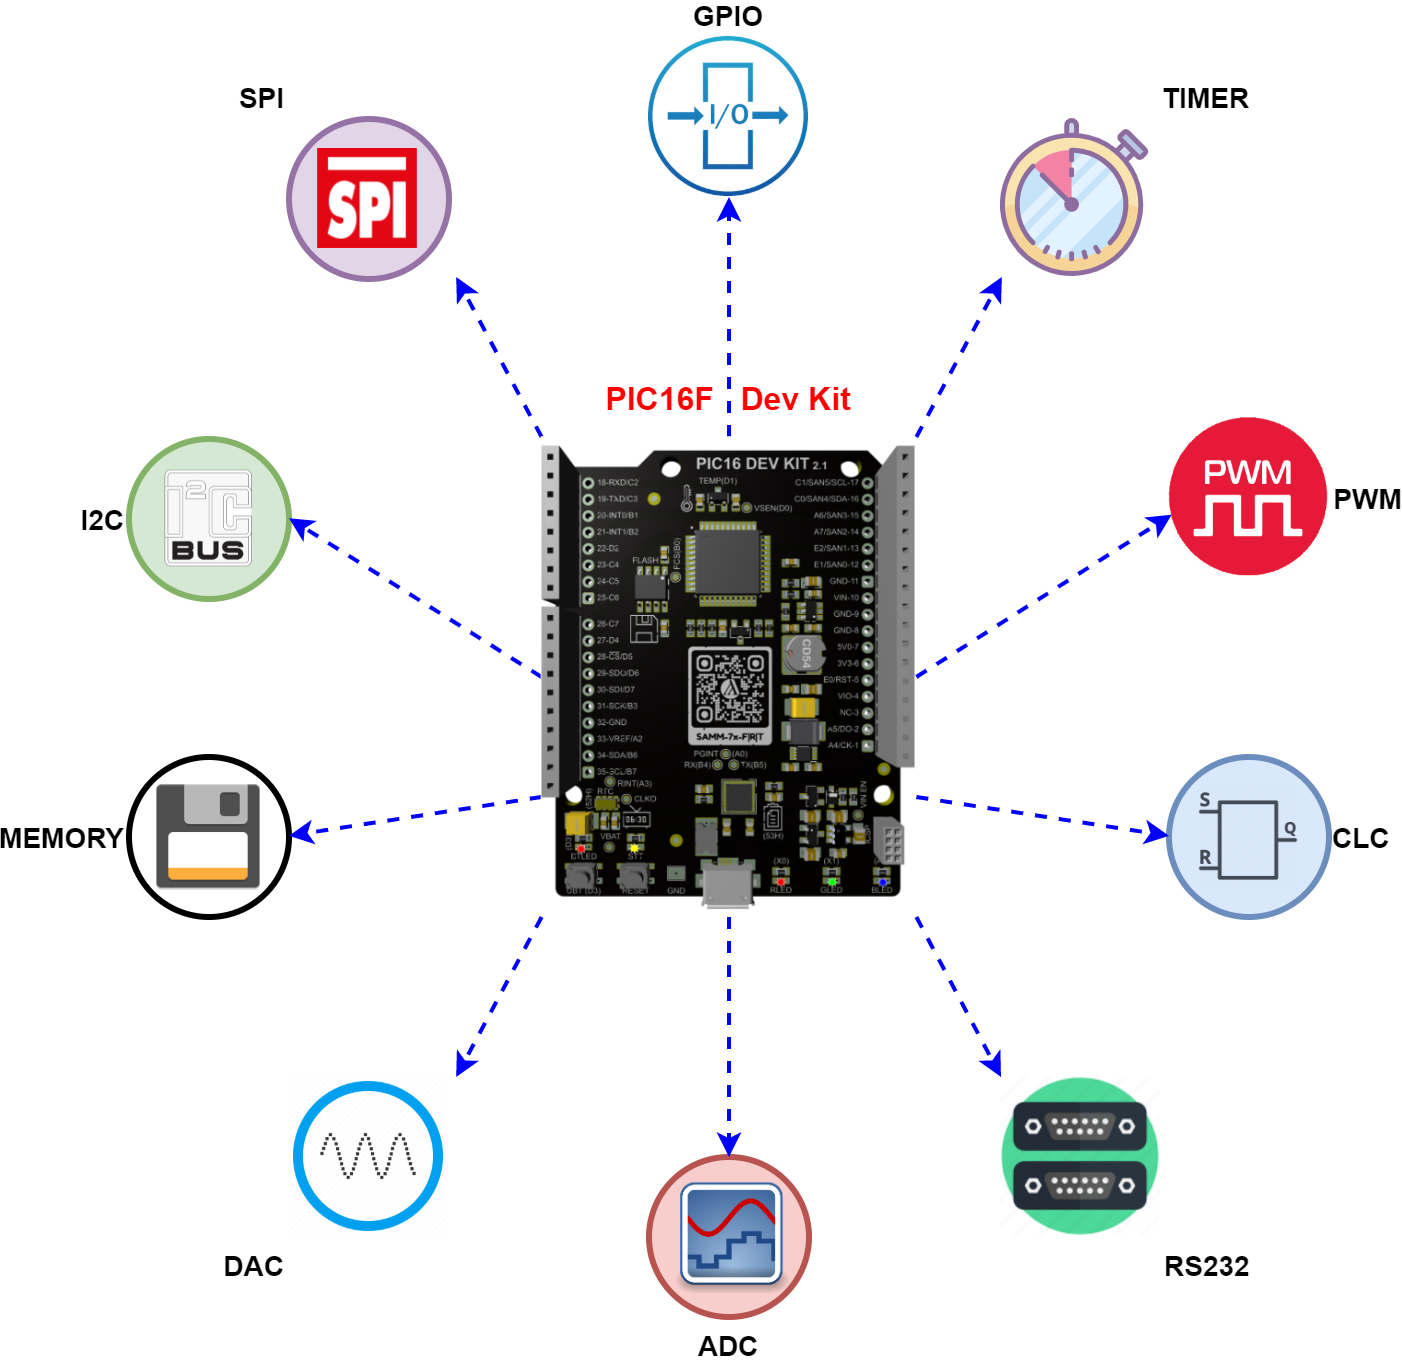 GPIO
I/O
SPI
SPI
TIMER
PIC16F Dev Kit
I2C
I²C
BUS
PWM
PWM
MEMORY
CLC
S
R
Q
DAC
ADC
RS232
PIC16 DEV KIT 2.1
TEMP(D1)
VSEN(D0)
FCS(B0)
FLASH
18-RXD/C2
19-TXD/C3
20-INT0/B1
21-INT1/B2
22-D2
23-C4
24-C5
25-C6
26-C7
27-D4
28-CS/D5
29-SDO/D6
30-SDI/D7
31-SCK/B3
32-GND
33-VREF/A2
34-SDA/B6
35-SCL/B7
C1/SAN5/SCL-17
C0/SAN4/SDA-16
A6/SAN3-15
A7/SAN2-14
E2/SAN1-13
E1/SAN0-12
GND-11
VIN-10
GND-9
GND-8
5V0-7
3V3-6
E0/RST-5
VIO-4
NC-3
A5/DO-2
A4/CK-1
CD54
SAMM-7x-F|R|T
PGINT (A0)
RX(B4) TX(B5)
RINT(A3)
RTC
(52H)
CLKO
06:30
VBAT
(53H)
VIN EN
BTLED
STT
UBT (D3)
RESET
GND
(X0)
RLED
(X1)
GLED
BLED